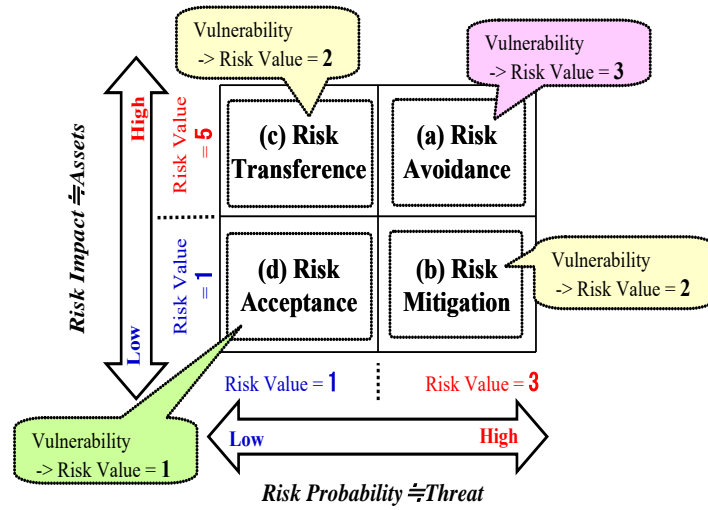 Vulnerability
-> Risk Value = 2
Vulnerability
-> Risk Value = 3
High
Risk Value
= 5
(c) Risk
Transference
(a) Risk
Avoidance
Risk Impact ≒Assets
Low
Risk Value
= 1
(d) Risk
Acceptance
(b) Risk
Mitigation
Vulnerability
-> Risk Value = 2
Risk Value = 1
Risk Value = 3
Vulnerability
-> Risk Value = 1
Low
High
Risk Probability ≒Threat